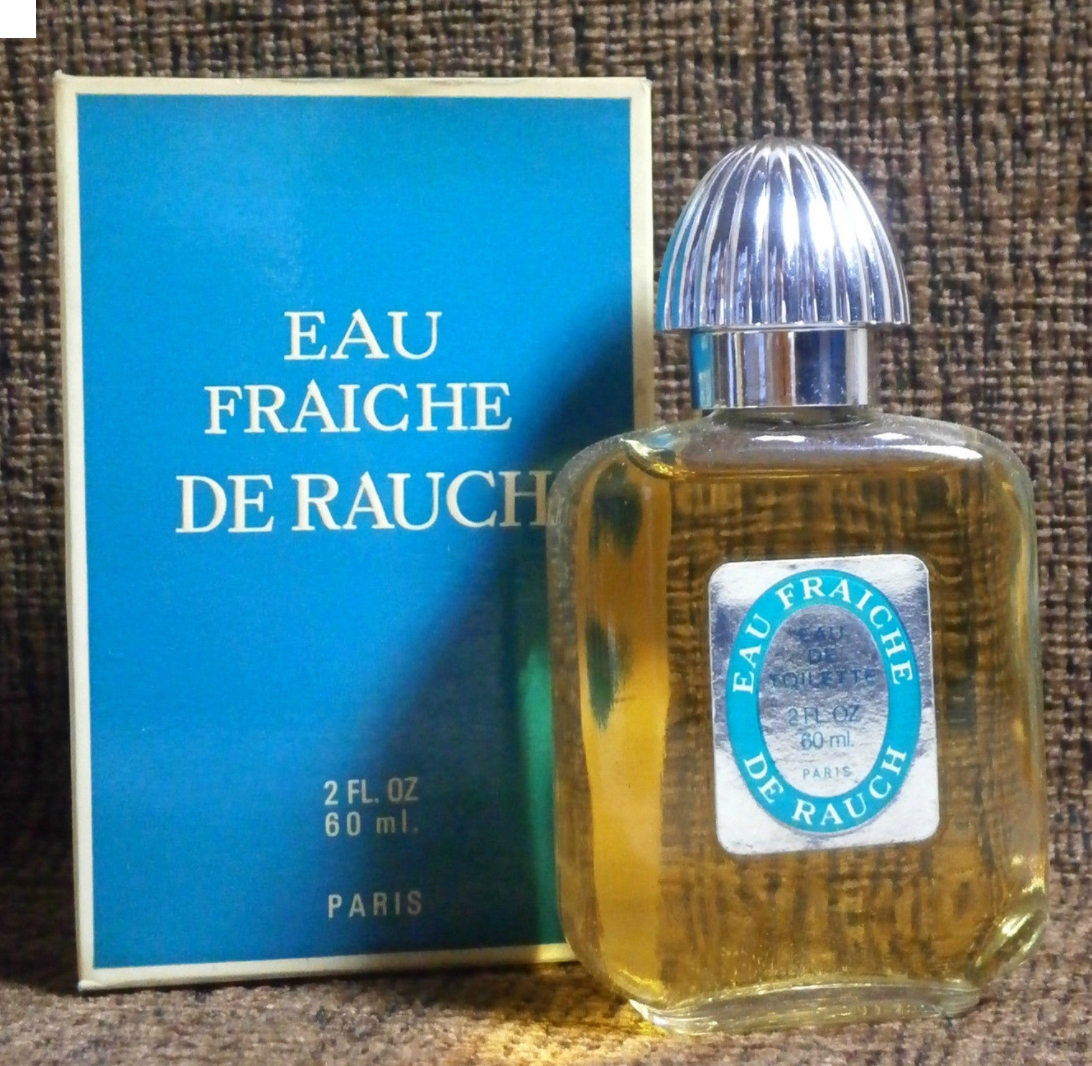 EAU
FRAICHE
DE RAUCH
2 FL. OZ
60 ml.
PARIS
EAU FRAICHE
EAU
DE
TOILETTE
2 FL OZ
60 ml.
PARIS
DE RAUCH